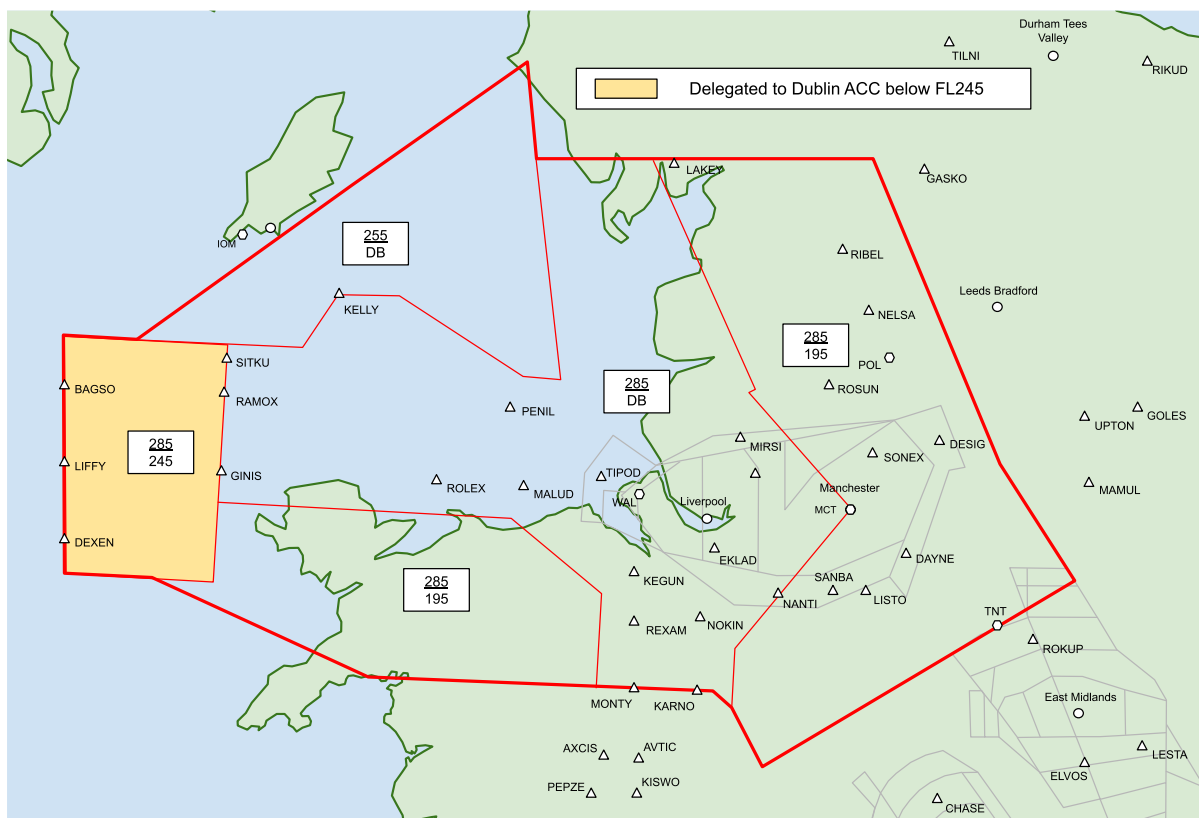 Durham Tees
Valley
TILNI
RIKUD
Delegated to Dublin ACC below FL245
LAKEY
GASKO
IOM
255
DB
RIBEL
KELLY
Leeds Bradford
NELSA
285
195
POL
SITKU
RAMOX
BAGSO
ROSUN
285
DB
PENIL
GOLES
UPTON
285
245
MIRSI
DESIG
SONEX
LIFFY
GINIS
TIPOD
ROLEX
MALUD
WAL
Liverpool
Manchester
MCT
MAMUL
DEXEN
EKLAD
DAYNE
285
195
KEGUN
SANBA
NANTI
LISTO
REXAM
NOKIN
TNT
ROKUP
MONTY
KARNO
East Midlands
AXCIS
AVTIC
LESTA
ELVOS
PEPZE
KISWO
CHASE